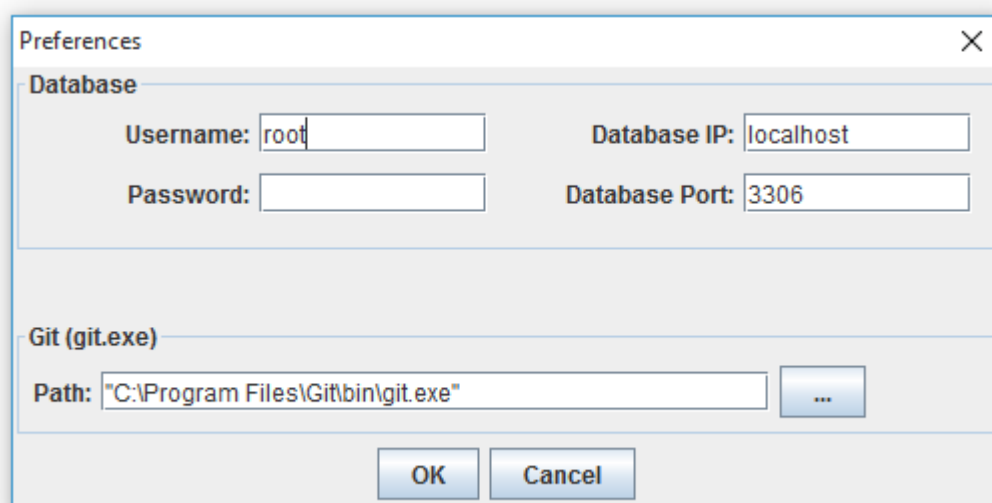 Preferences
Database
Username: root Database IP: localhost
Password: Database Port: 3306
Git (git.exe)
Path: "C:\Program Files\Git\bin\git.exe" ...
OK Cancel